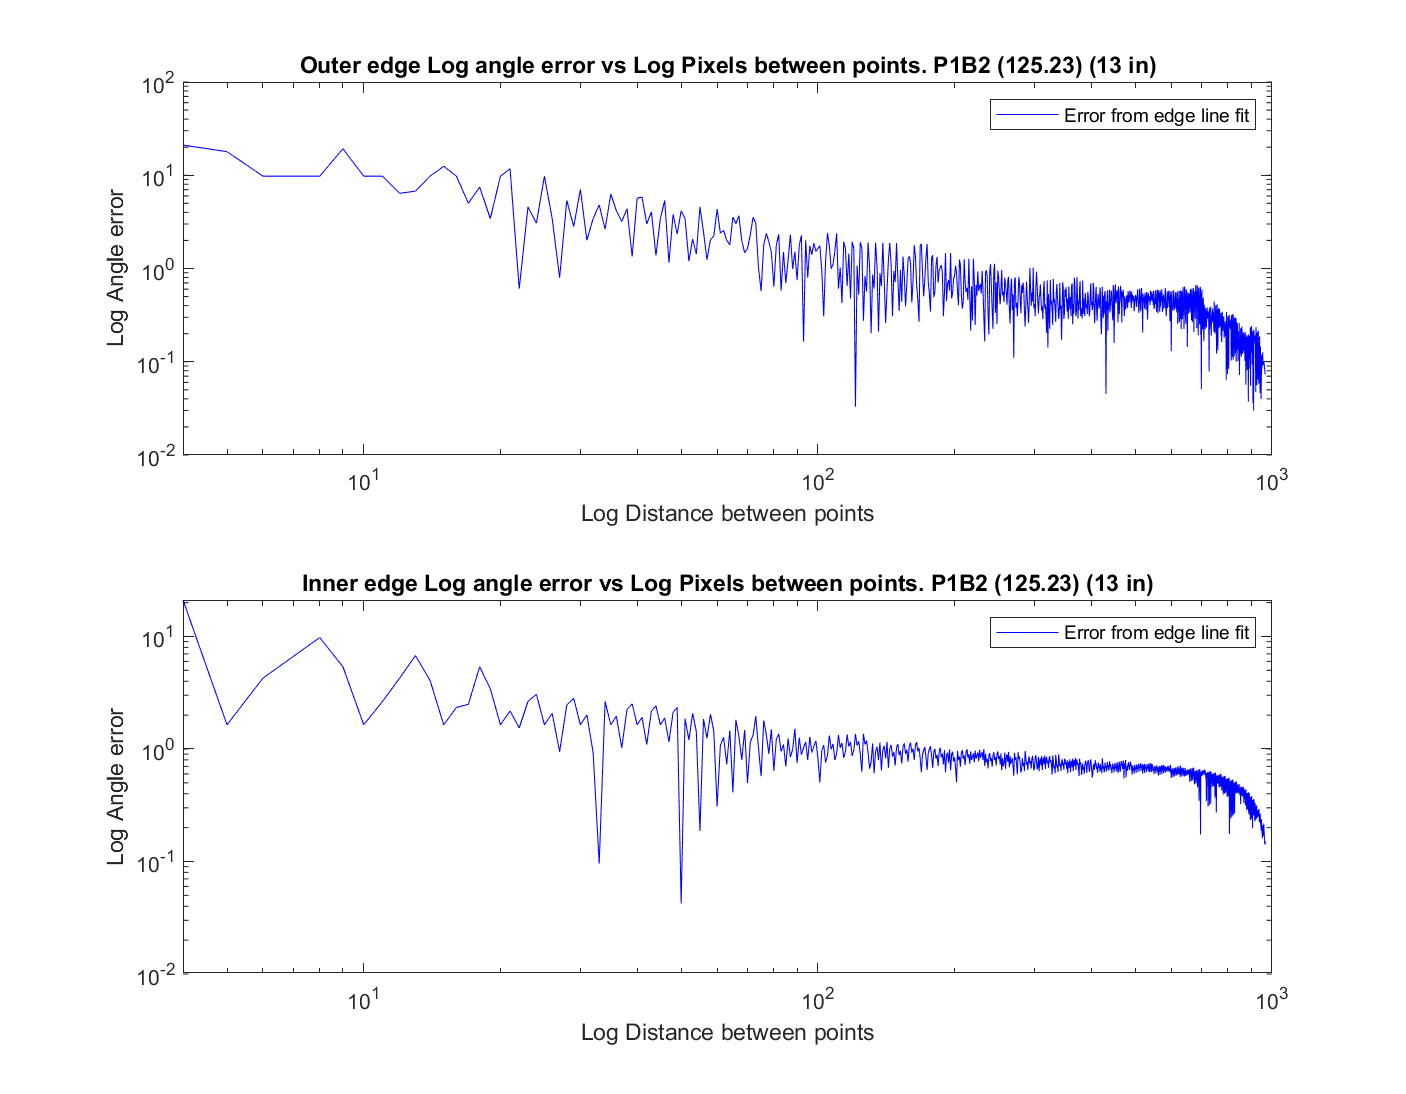 Outer edge Log angle error vs Log Pixels between points. P1B2 (125.23) (13 in)
Error from edge line fit
Log Angle error
10^2
10^1
10^0
10^-1
10^-2
10^1
10^2
10^3
Log Distance between points
Inner edge Log angle error vs Log Pixels between points. P1B2 (125.23) (13 in)
Error from edge line fit
Log Angle error
10^1
10^0
10^-1
10^-2
10^1
10^2
10^3
Log Distance between points